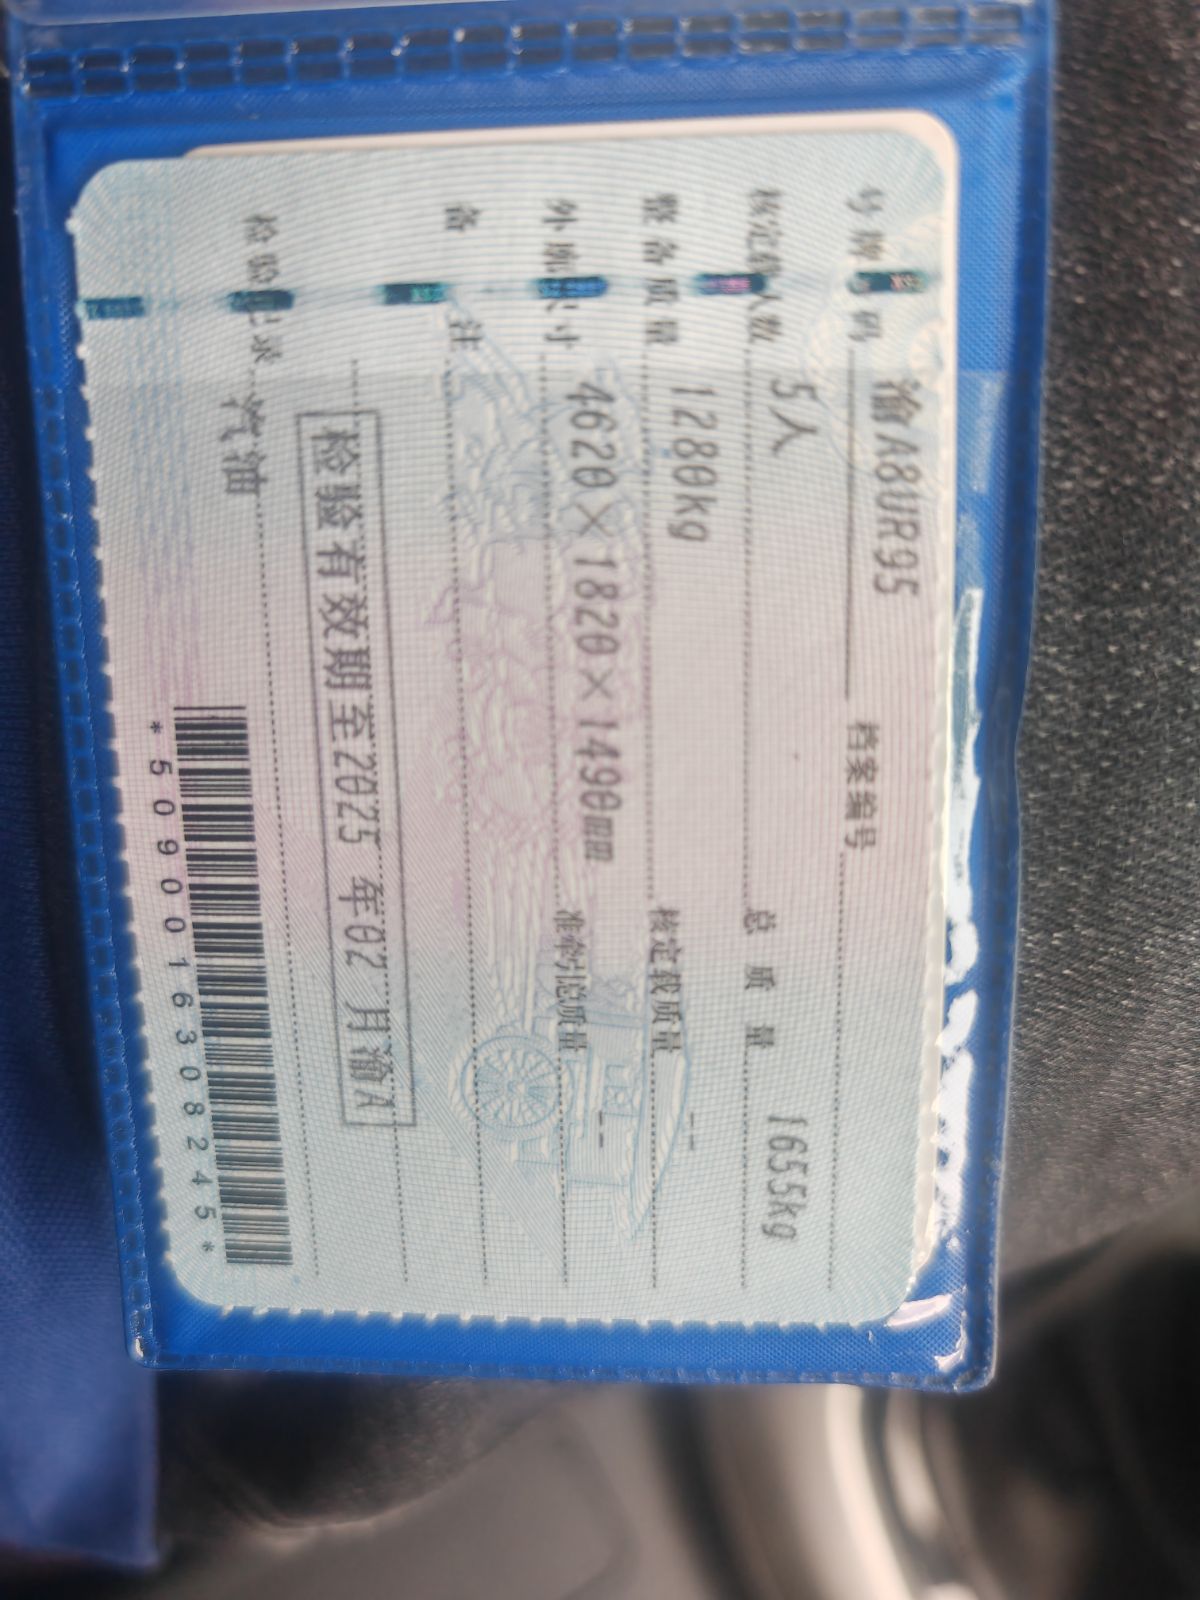 号牌号码 渝A8UR95 档案编号
核定载人数 5人 总质量 1655kg
整备质量 1280kg 核定载质量 --
外廓尺寸 4620×1820×1490mm 准牵引总质量 --
备注
检验有效期至2025年02月渝A
检验记录 汽油
*5090016308245*